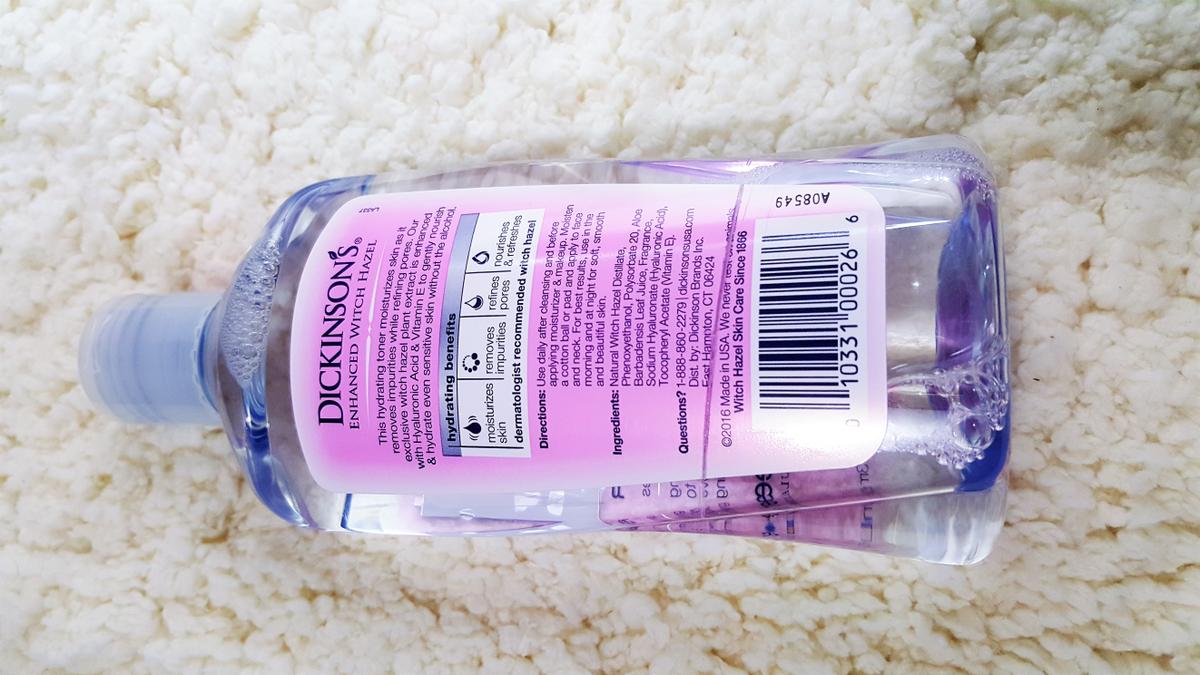 LA537
DICKINSON'S®
ENHANCED WITCH HAZEL
This hydrating toner moisturizes skin as it
removes impurities while refining pores. Our
exclusive witch hazel plant extract is enhanced
with Hyaluronic Acid & Vitamin E to gently nourish
& hydrate even sensitive skin without the alcohol.
hydrating benefits
moisturizes
skin
removes
impurities
refines
pores
nourishes
& refreshes
dermatologist recommended witch hazel
Directions: Use daily after cleansing and before
applying moisturizer & makeup. Moisten
a cotton ball or pad and apply to face
and neck. For best results, use in the
morning and at night for soft, smooth
and beautiful skin.
Ingredients: Natural Witch Hazel Distillate,
Phenoxyethanol, Polysorbate 20, Aloe
Barbadensis Leaf Juice, Fragrance,
Sodium Hyaluronate (Hyaluronic Acid),
Tocopheryl Acetate (Vitamin E).
Questions? 1-888-860-2279) dickinsonsusa.com
Dist. by: Dickinson Brands Inc.
East Hampton, CT 06424
©2016 Made in USA. We never test on animals.
Witch Hazel Skin Care Since 1866
0 10331 00026 6
A08549